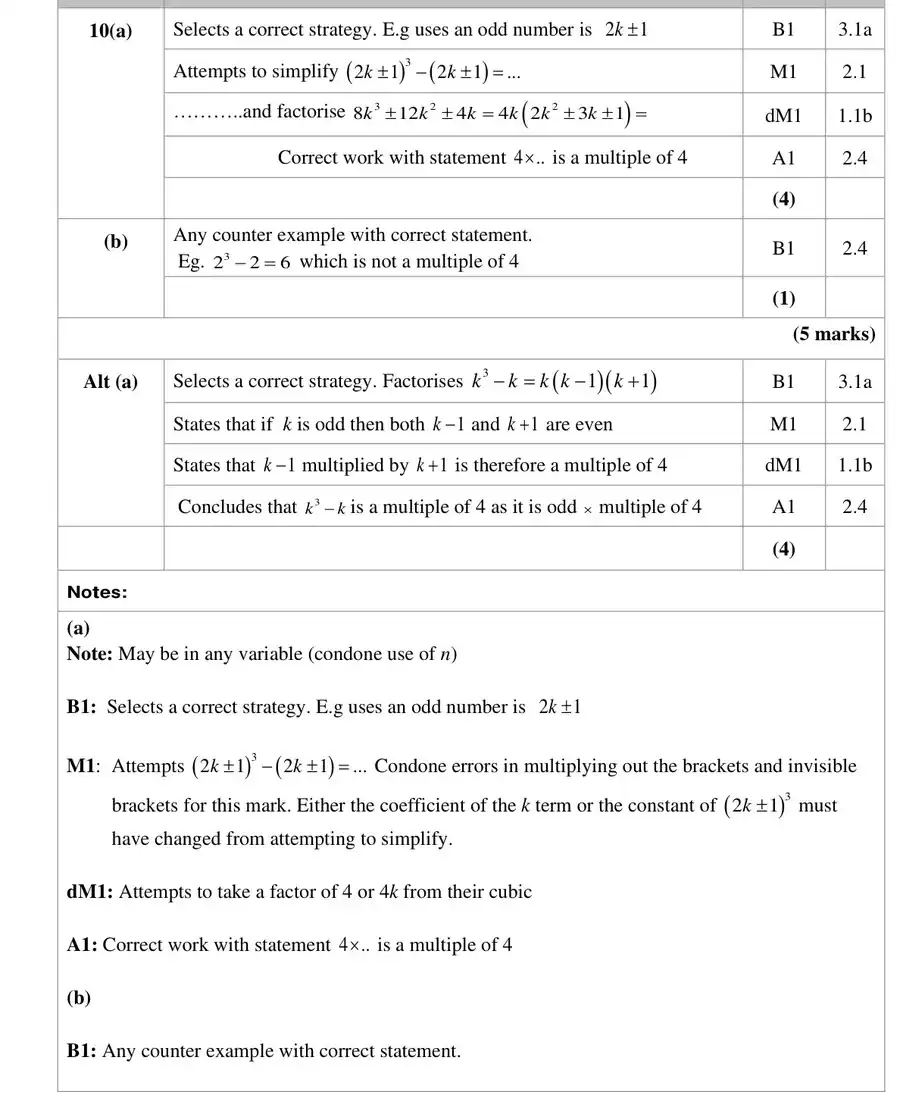 10(a) Selects a correct strategy. E.g uses an odd number is 2k ±1 B1 3.1a
Attempts to simplify (2k ±1)³ −(2k ±1)= ... M1 2.1
………..and factorise 8k³ ±12k² ±4k = 4k(2k² ±3k ±1) = dM1 1.1b
Correct work with statement 4×.. is a multiple of 4 A1 2.4
(4)
(b) Any counter example with correct statement.
Eg. 2³ − 2 = 6 which is not a multiple of 4 B1 2.4
(1)
(5 marks)
Alt (a) Selects a correct strategy. Factorises k³ − k = k(k −1)(k +1) B1 3.1a
States that if k is odd then both k −1 and k +1 are even M1 2.1
States that k −1 multiplied by k +1 is therefore a multiple of 4 dM1 1.1b
Concludes that k³ − k is a multiple of 4 as it is odd × multiple of 4 A1 2.4
(4)
Notes:
(a)
Note: May be in any variable (condone use of n)
B1: Selects a correct strategy. E.g uses an odd number is 2k ±1
M1: Attempts (2k ±1)³ −(2k ±1)= ... Condone errors in multiplying out the brackets and invisible
brackets for this mark. Either the coefficient of the k term or the constant of (2k ±1)³ must
have changed from attempting to simplify.
dM1: Attempts to take a factor of 4 or 4k from their cubic
A1: Correct work with statement 4×.. is a multiple of 4
(b)
B1: Any counter example with correct statement.